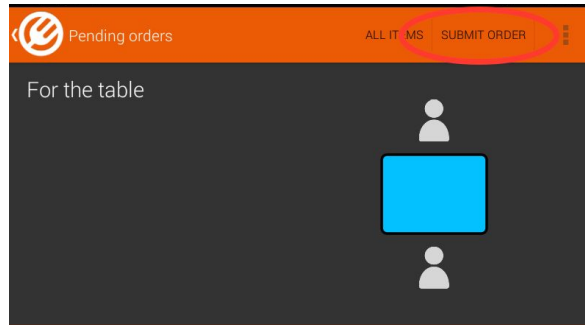 Pending orders
ALL ITEMS
SUBMIT ORDER
For the table